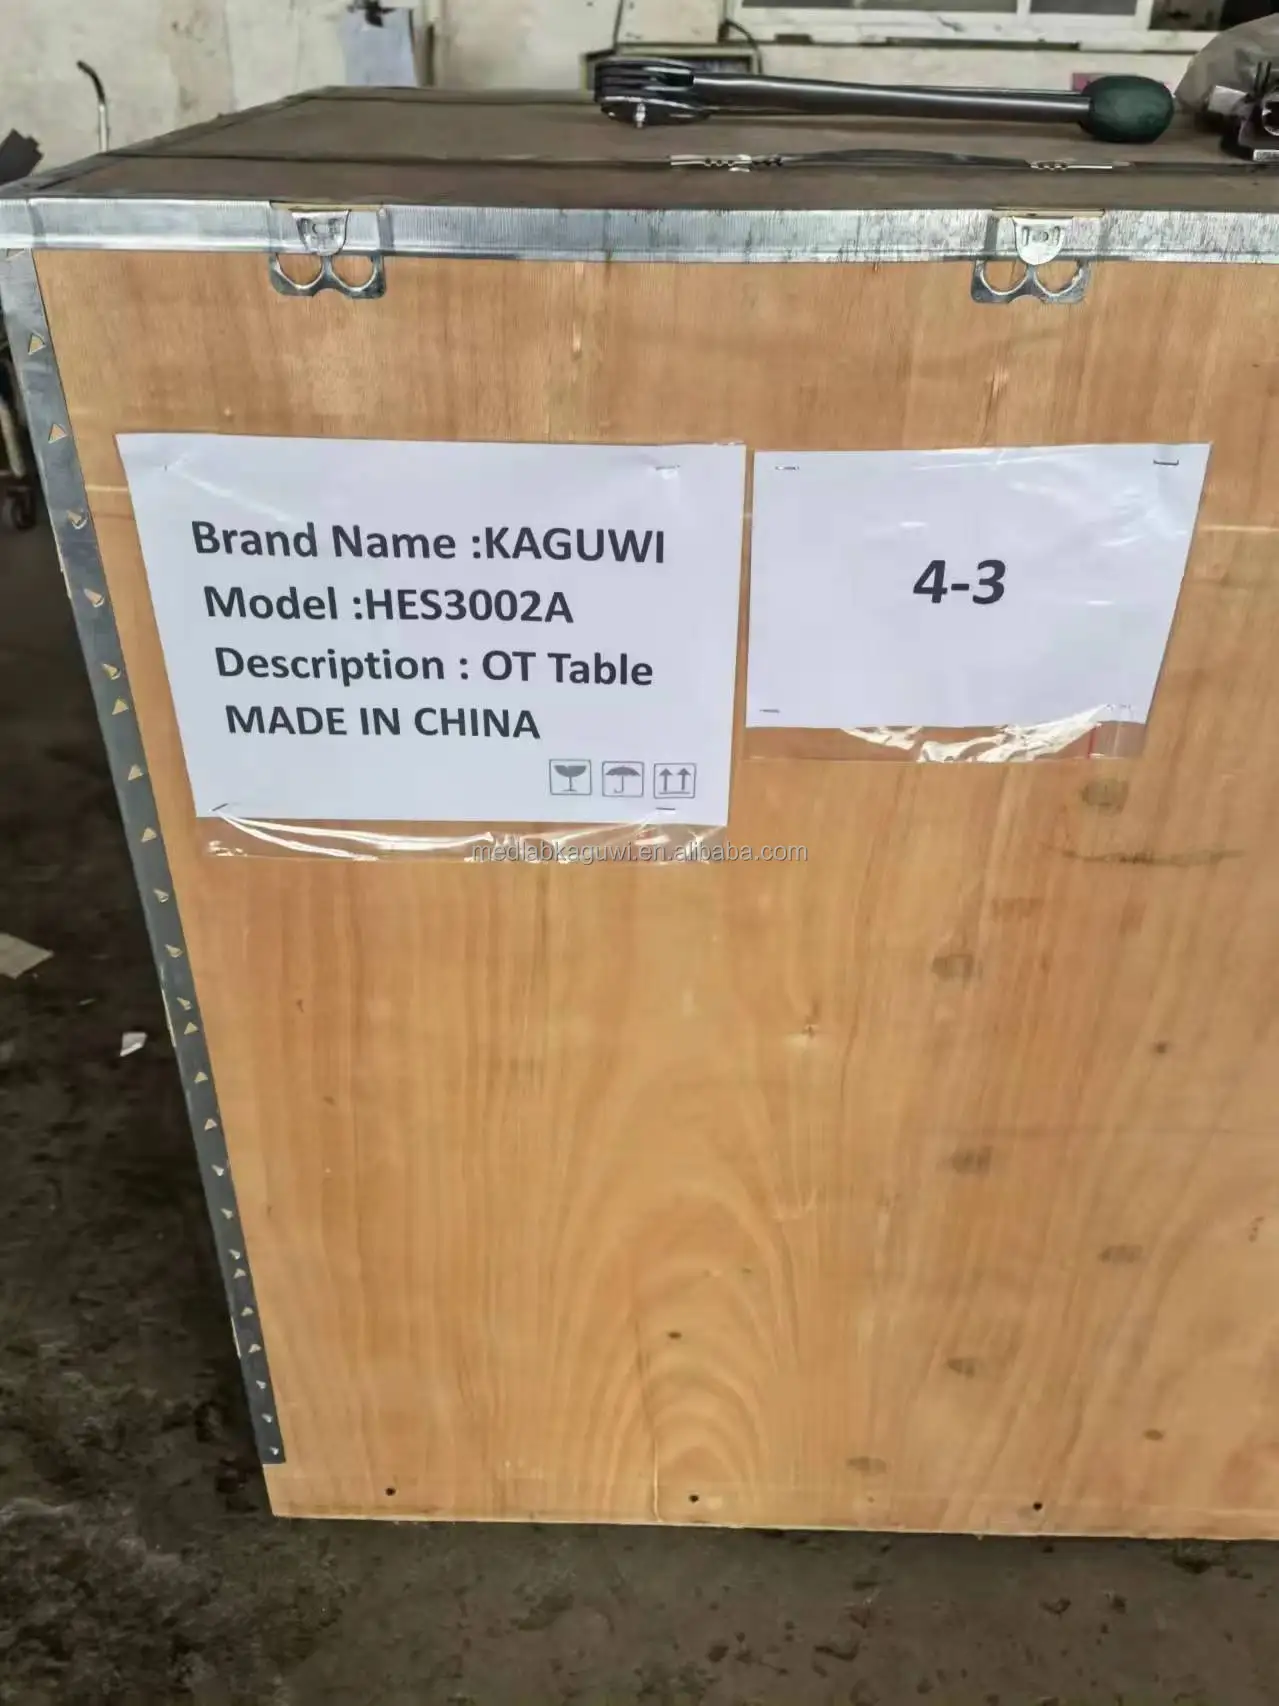 Brand Name :KAGUWI
Model :HES3002A
Description : OT Table
MADE IN CHINA
4-3
medlabkaguwi.en.alibaba.com